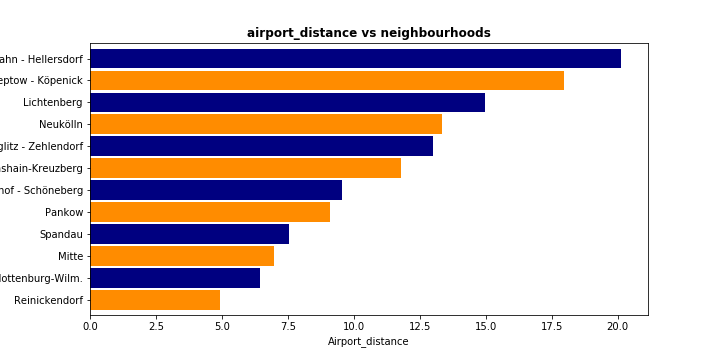 airport_distance vs neighbourhoods
ahn - Hellersdorf
eptow - Köpenick
Lichtenberg
Neukölln
glitz - Zehlendorf
nshain-Kreuzberg
hof - Schöneberg
Pankow
Spandau
Mitte
lottenburg-Wilm.
Reinickendorf
0.0 2.5 5.0 7.5 10.0 12.5 15.0 17.5 20.0
Airport_distance